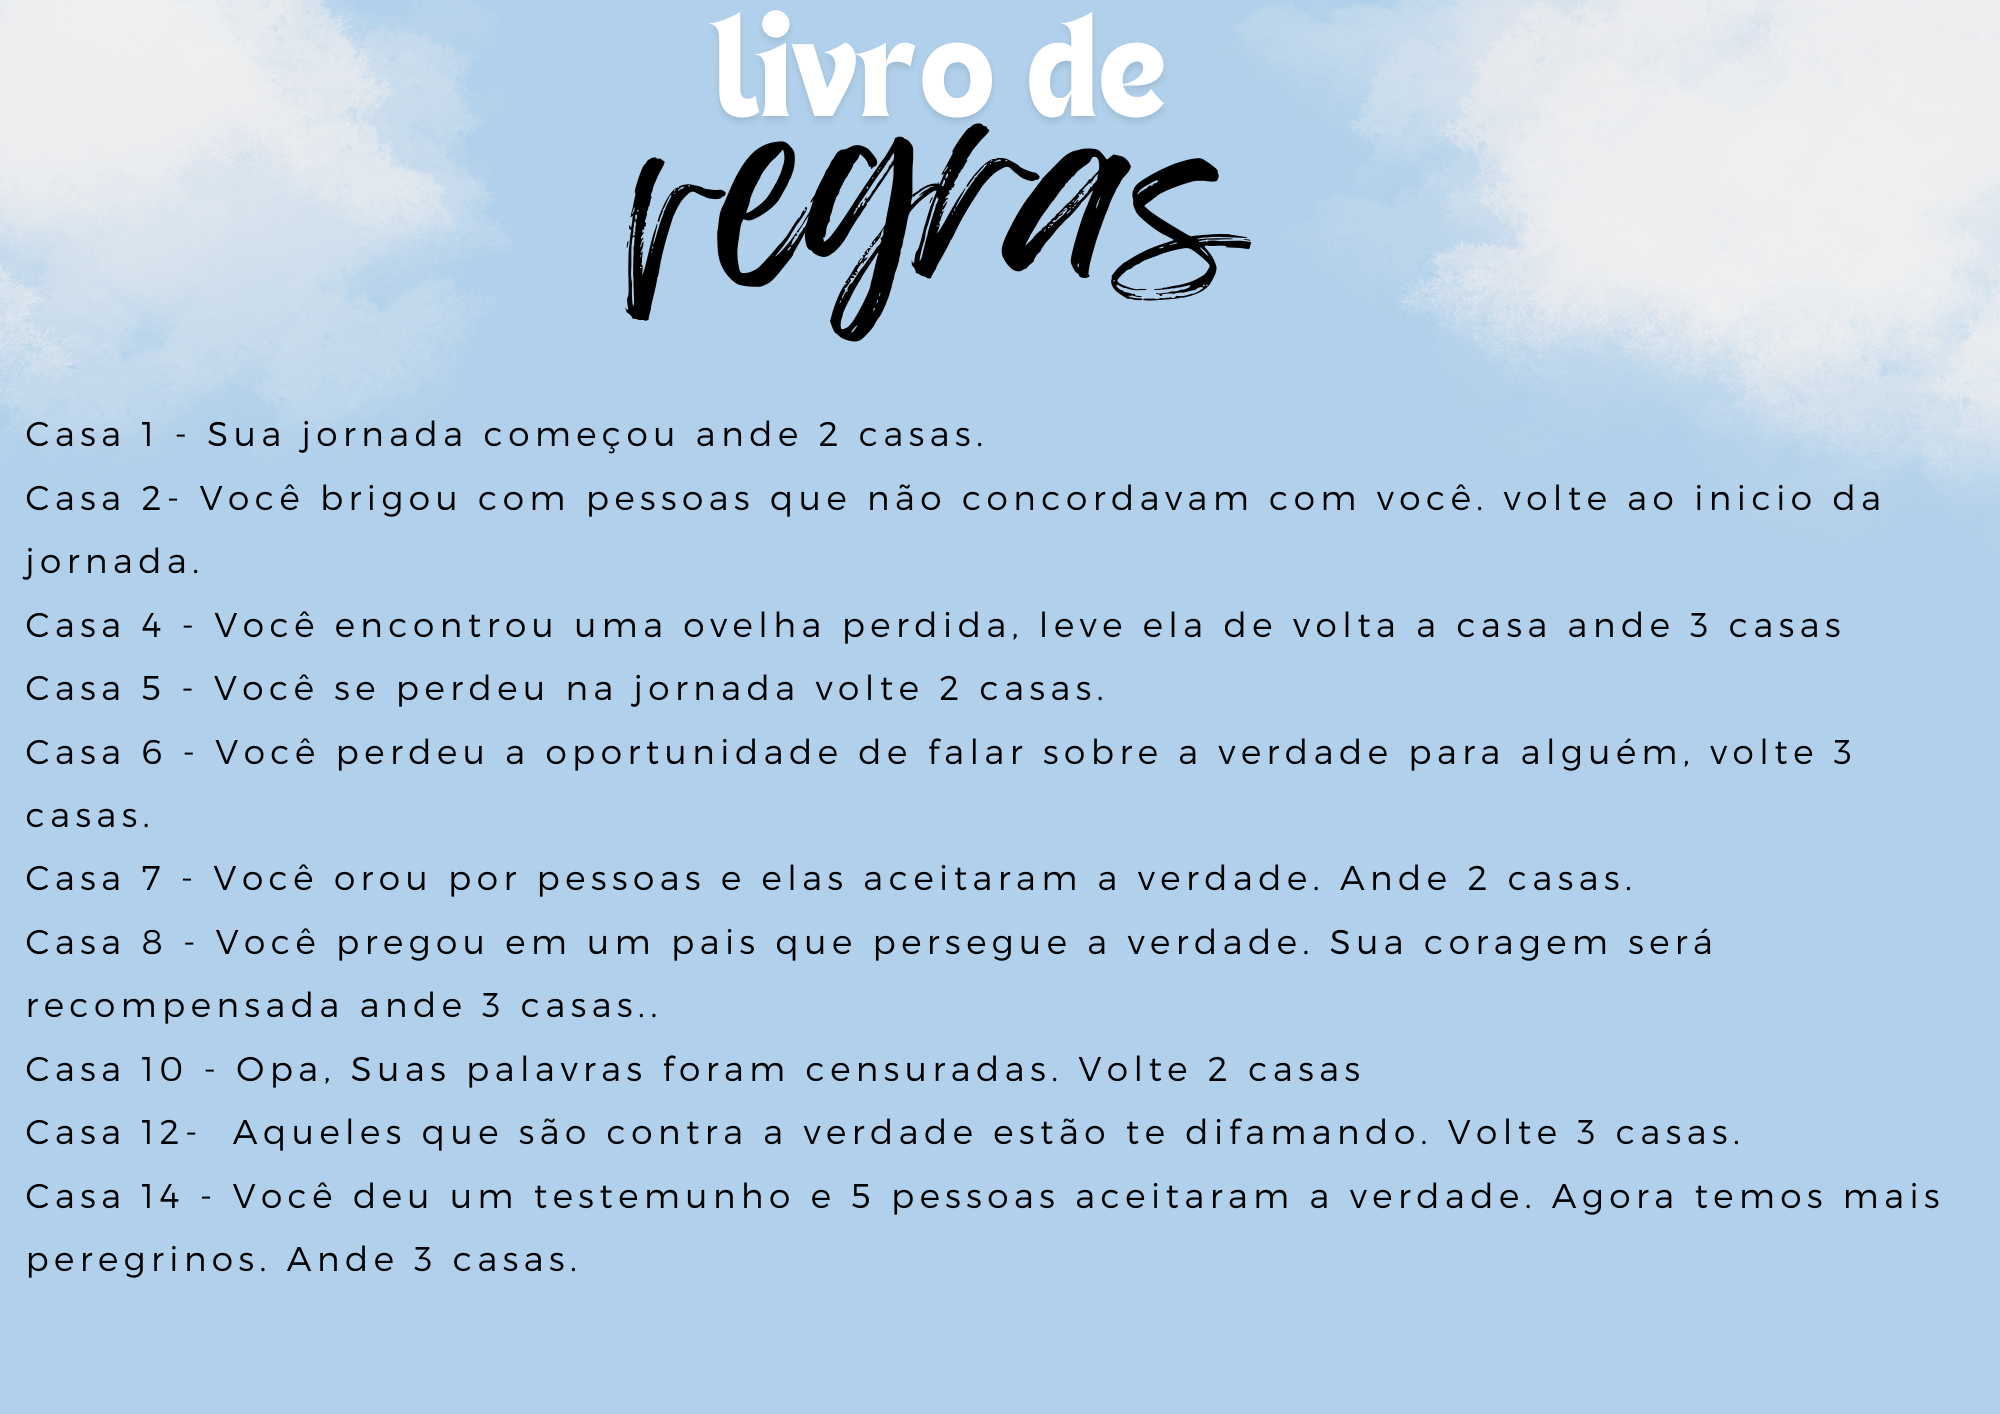 livro de
regras
Casa 1 - Sua jornada começou ande 2 casas.
Casa 2- Você brigou com pessoas que não concordavam com você. volte ao inicio da
jornada.
Casa 4 - Você encontrou uma ovelha perdida, leve ela de volta a casa ande 3 casas
Casa 5 - Você se perdeu na jornada volte 2 casas.
Casa 6 - Você perdeu a oportunidade de falar sobre a verdade para alguém, volte 3
casas.
Casa 7 - Você orou por pessoas e elas aceitaram a verdade. Ande 2 casas.
Casa 8 - Você pregou em um pais que persegue a verdade. Sua coragem será
recompensada ande 3 casas..
Casa 10 - Opa, Suas palavras foram censuradas. Volte 2 casas
Casa 12-  Aqueles que são contra a verdade estão te difamando. Volte 3 casas.
Casa 14 - Você deu um testemunho e 5 pessoas aceitaram a verdade. Agora temos mais
peregrinos. Ande 3 casas.